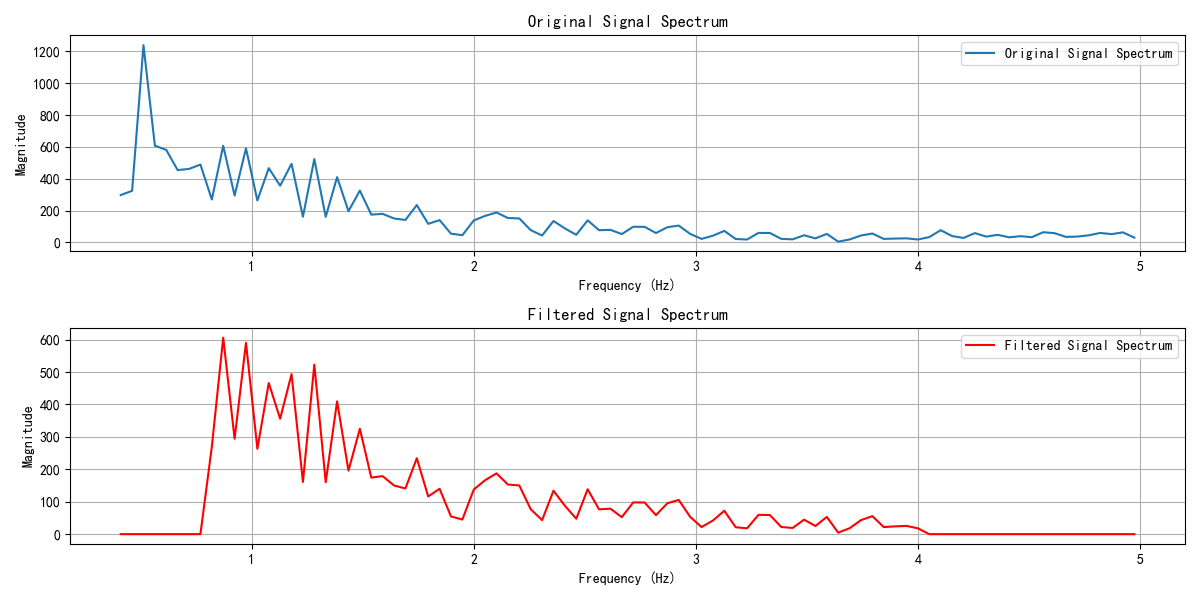 Original Signal Spectrum
Original Signal Spectrum
Magnitude
1200
1000
800
600
400
200
0
1 2 3 4 5
Frequency (Hz)
Filtered Signal Spectrum
Filtered Signal Spectrum
Magnitude
600
500
400
300
200
100
0
1 2 3 4 5
Frequency (Hz)